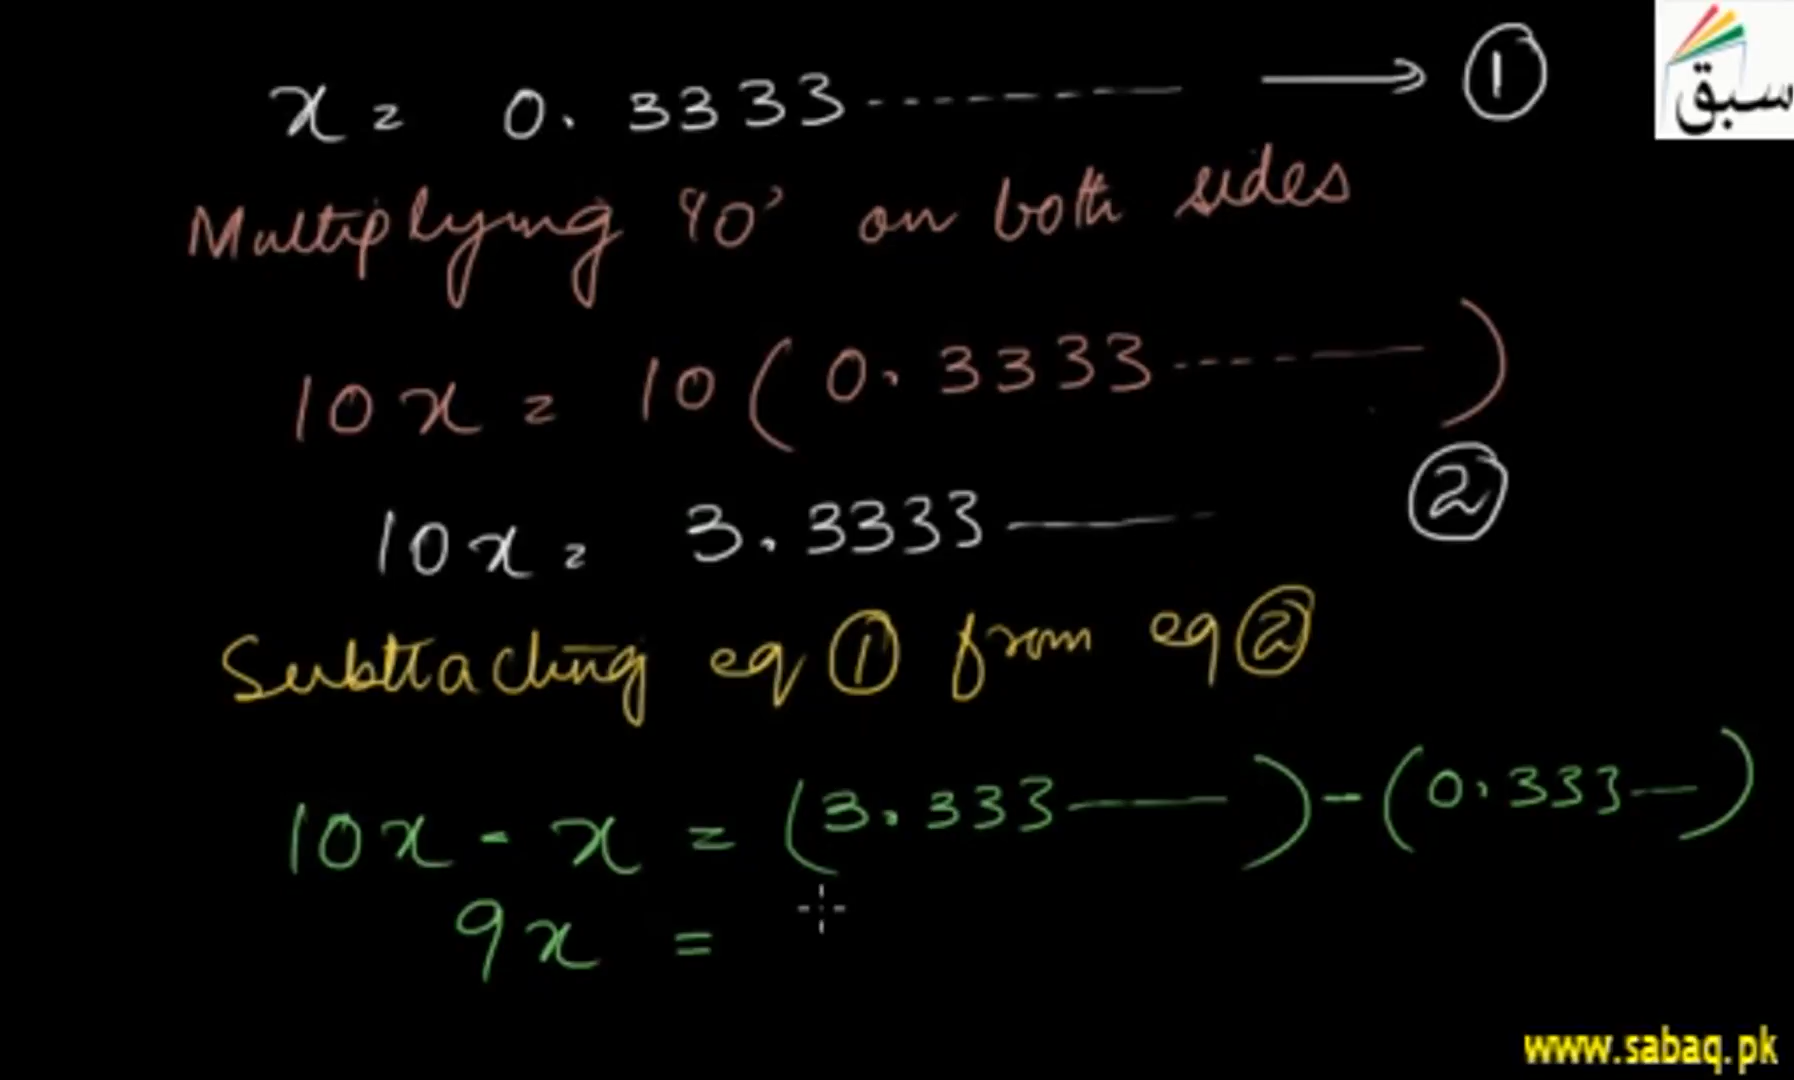 x = 0.3333--------- → ①
سبق
Multiplying '10' on both sides
10x = 10(0.3333-------)
10x = 3.3333—— ②
Subtracting eq ① from eq ②
10x - x = (3.333——) - (0.333—)
9x =
www.sabaq.pk